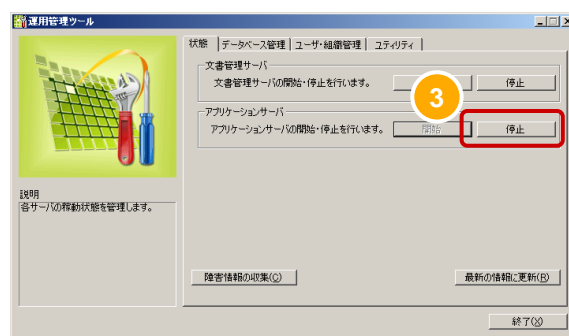 運用管理ツール
状態 データベース管理 ユーザ・組織管理 ユティリティ
文書管理サーバ
文書管理サーバの開始・停止を行います。 停止
3
アプリケーションサーバ
アプリケーションサーバの開始・停止を行います。 開始 停止
説明
各サーバの稼動状態を管理します。
障害情報の収集(C) 最新の情報に更新(R)
終了(X)